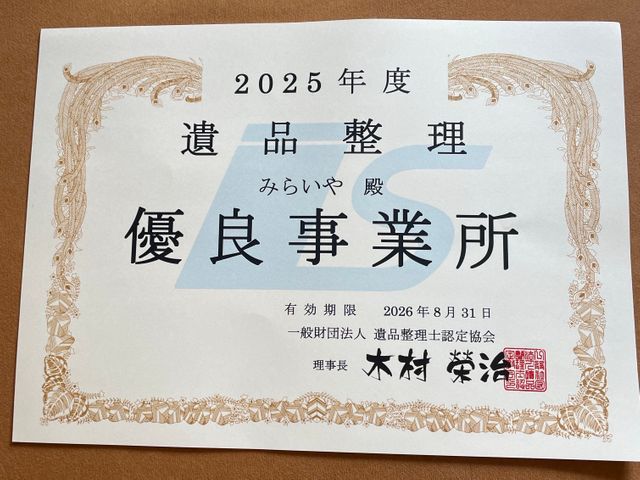 2025年度
遺品整理
みらいや 殿
優良事業所
有効期限 2026年8月31日
一般財団法人 遺品整理士認定協会
理事長 木村 榮治